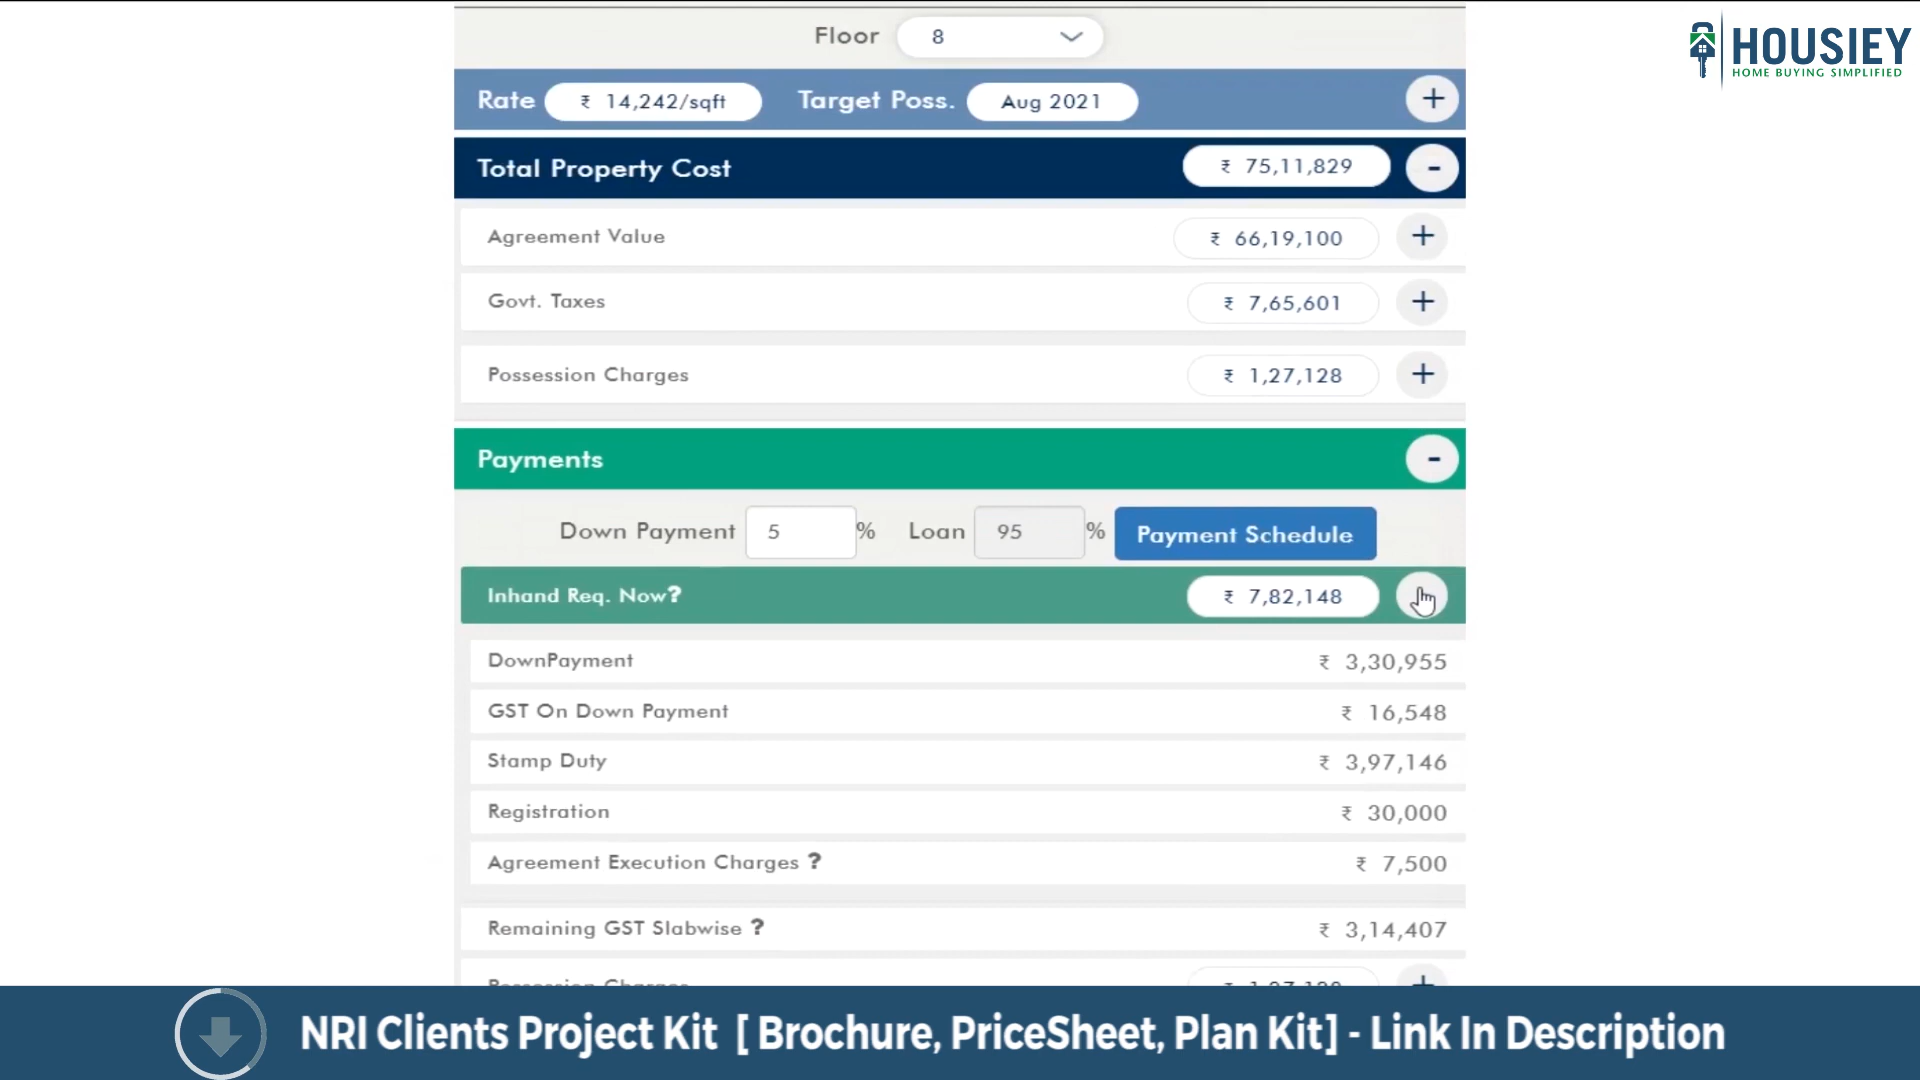 Floor 8
HOUSIEY
HOME BUYING SIMPLIFIED
Rate ₹ 14,242/sqft Target Poss. Aug 2021 +
Total Property Cost ₹ 75,11,829 -
Agreement Value ₹ 66,19,100 +
Govt. Taxes ₹ 7,65,601 +
Possession Charges ₹ 1,27,128 +
Payments -
Down Payment 5 % Loan 95 % Payment Schedule
Inhand Req. Now? ₹ 7,82,148
DownPayment ₹ 3,30,955
GST On Down Payment ₹ 16,548
Stamp Duty ₹ 3,97,146
Registration ₹ 30,000
Agreement Execution Charges ? ₹ 7,500
Remaining GST Slabwise ? ₹ 3,14,407
Possession Charges
NRI Clients Project Kit [ Brochure, PriceSheet, Plan Kit] - Link In Description